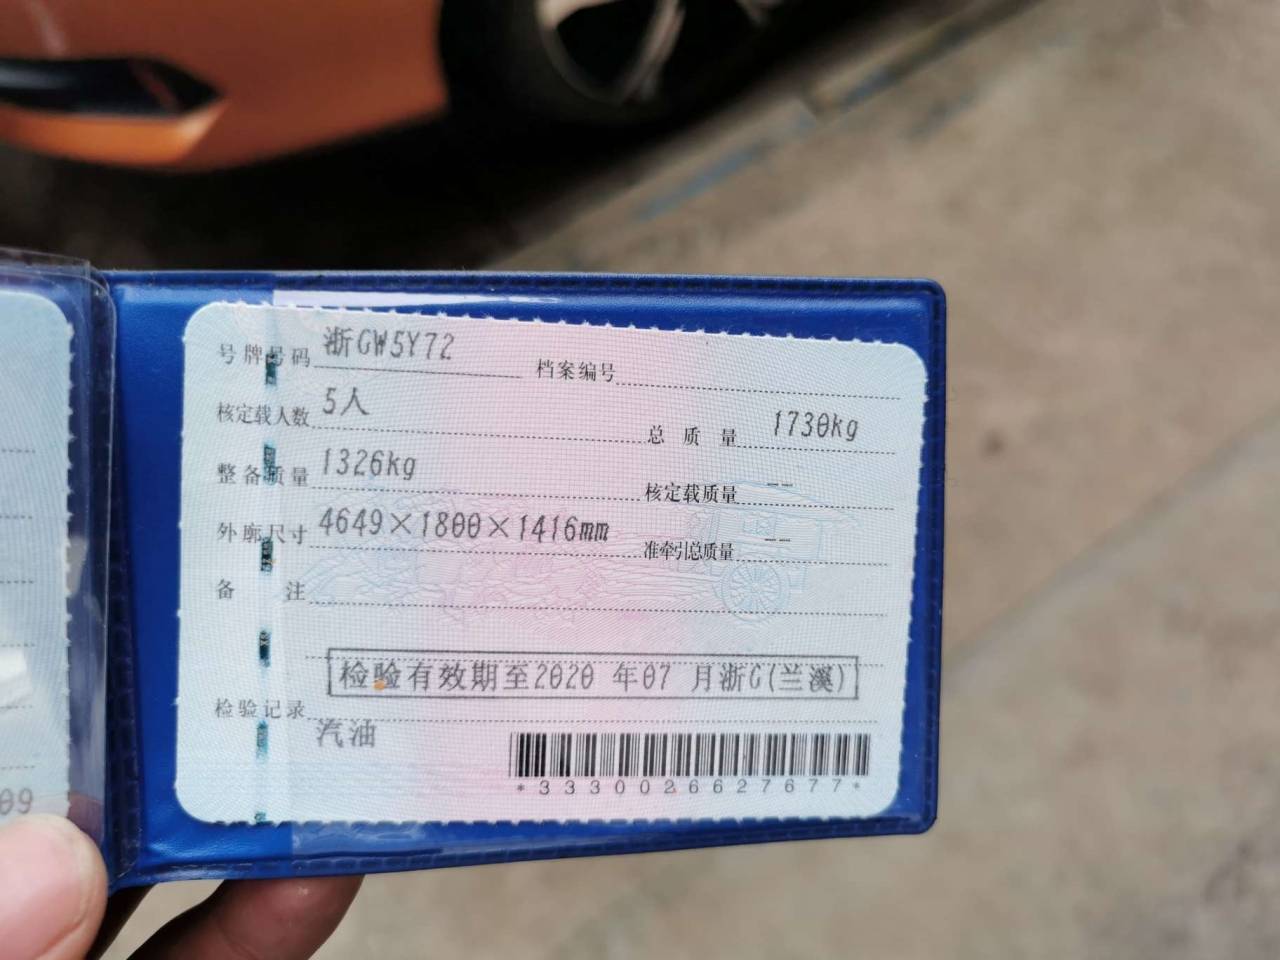 号牌号码 浙GW5Y72 档案编号
核定载人数 5人 总质量 1730kg
整备质量 1326kg 核定载质量 --
外廓尺寸 4649×1800×1416mm 准牵引总质量 --
备注
检验有效期至2020 年07 月浙G(兰溪)
检验记录
汽油
*3330026627677*
09